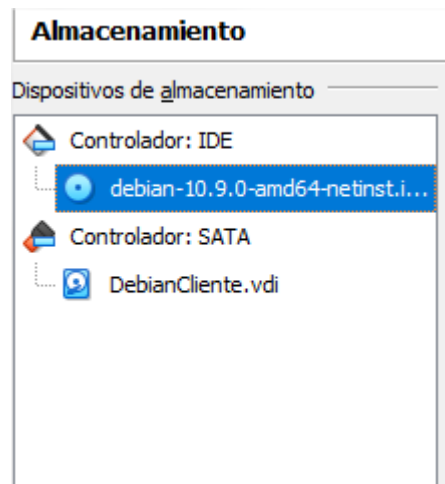 Almacenamiento
Dispositivos de almacenamiento
Controlador: IDE
debian-10.9.0-amd64-netinst.i...
Controlador: SATA
DebianCliente.vdi